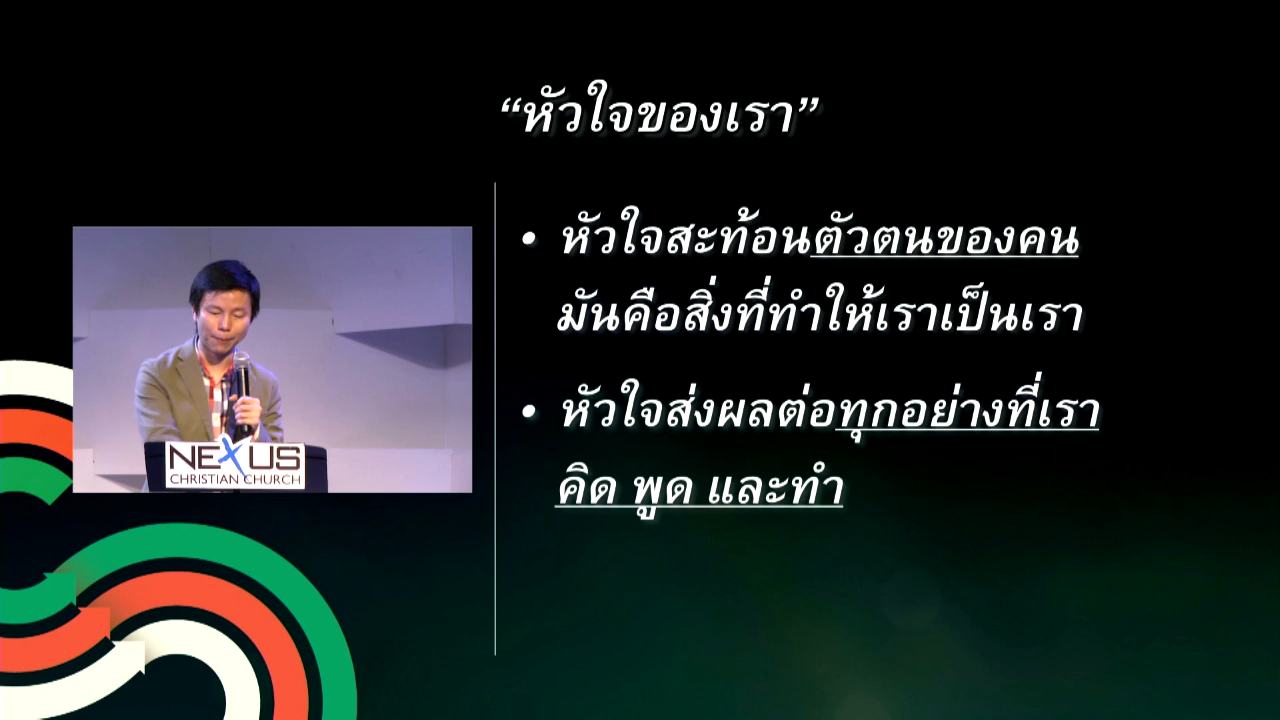 “หัวใจของเรา”
• หัวใจสะท้อนตัวตนของคน
มันคือสิ่งที่ทำให้เราเป็นเรา
• หัวใจส่งผลต่อทุกอย่างที่เรา
คิด พูด และทำ
NEXUS
CHRISTIAN CHURCH